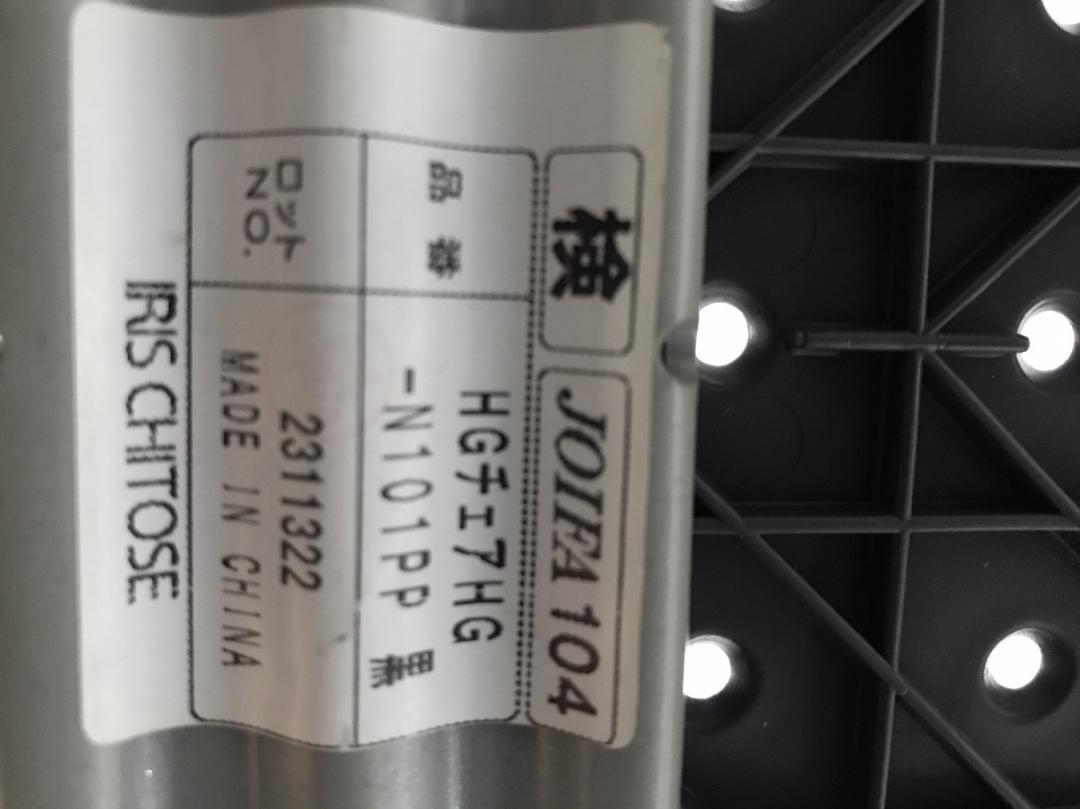 検 JOIFA 104
品番 HGチェアHG
-N101PP 黒
ロット
NO. 2311322
MADE IN CHINA
IRIS CHITOSE